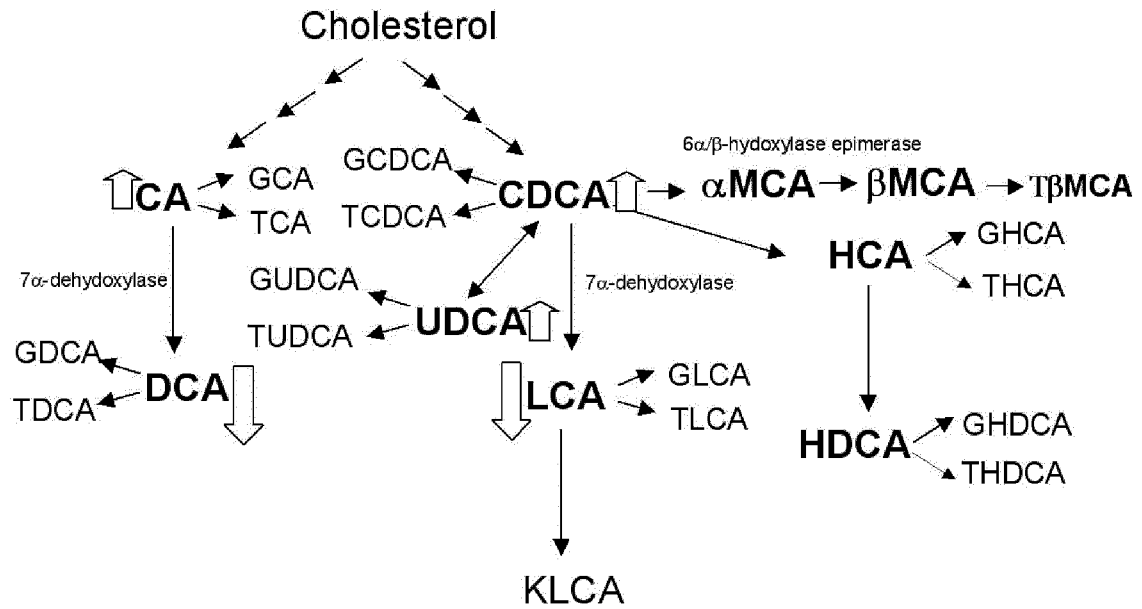 Cholesterol
6α/β-hydoxylase epimerase
GCDCA
GCA
CA
CDCA
αMCA
βMCA
TβMCA
TCA
TCDCA
GHCA
HCA
THCA
7α-dehydoxylase
GUDCA
7α-dehydoxylase
UDCA
TUDCA
GDCA
DCA
TDCA
GLCA
LCA
TLCA
GHDCA
HDCA
THDCA
KLCA